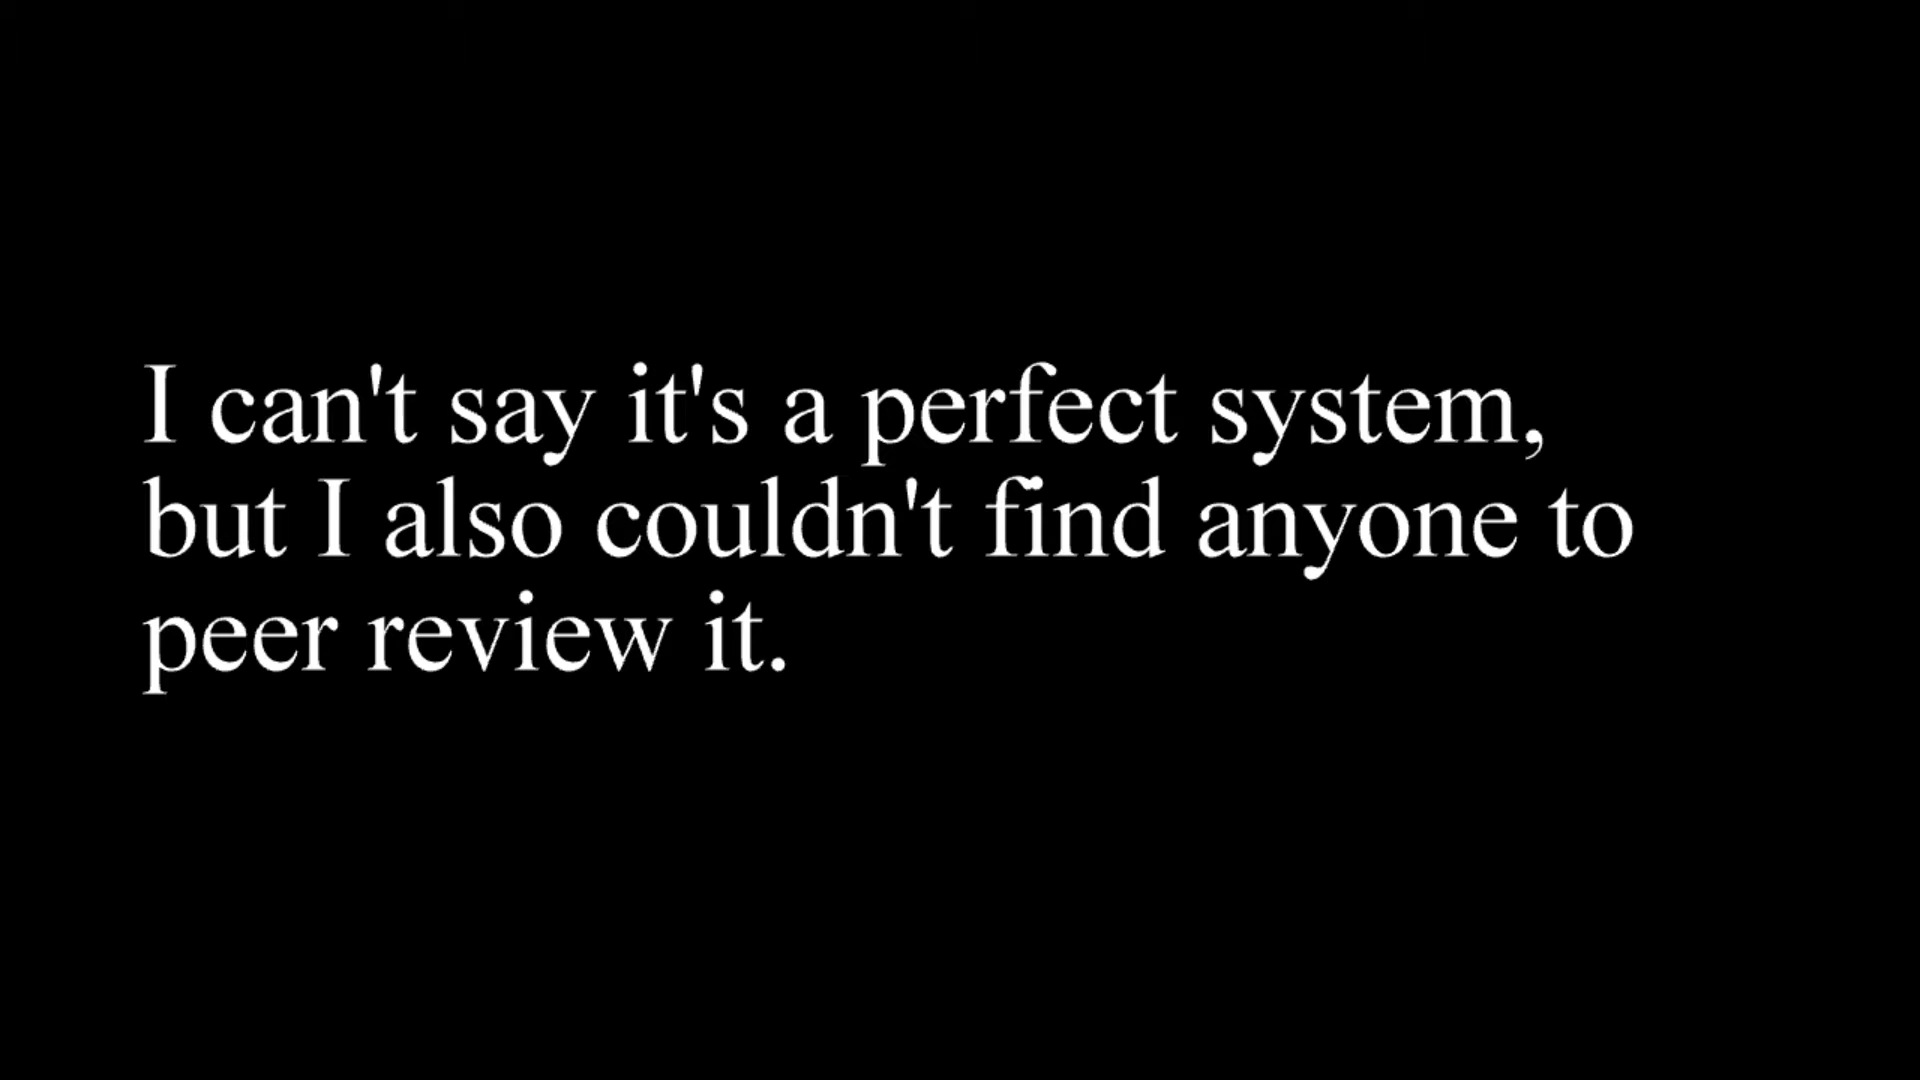 I can't say it's a perfect system,
but I also couldn't find anyone to
peer review it.